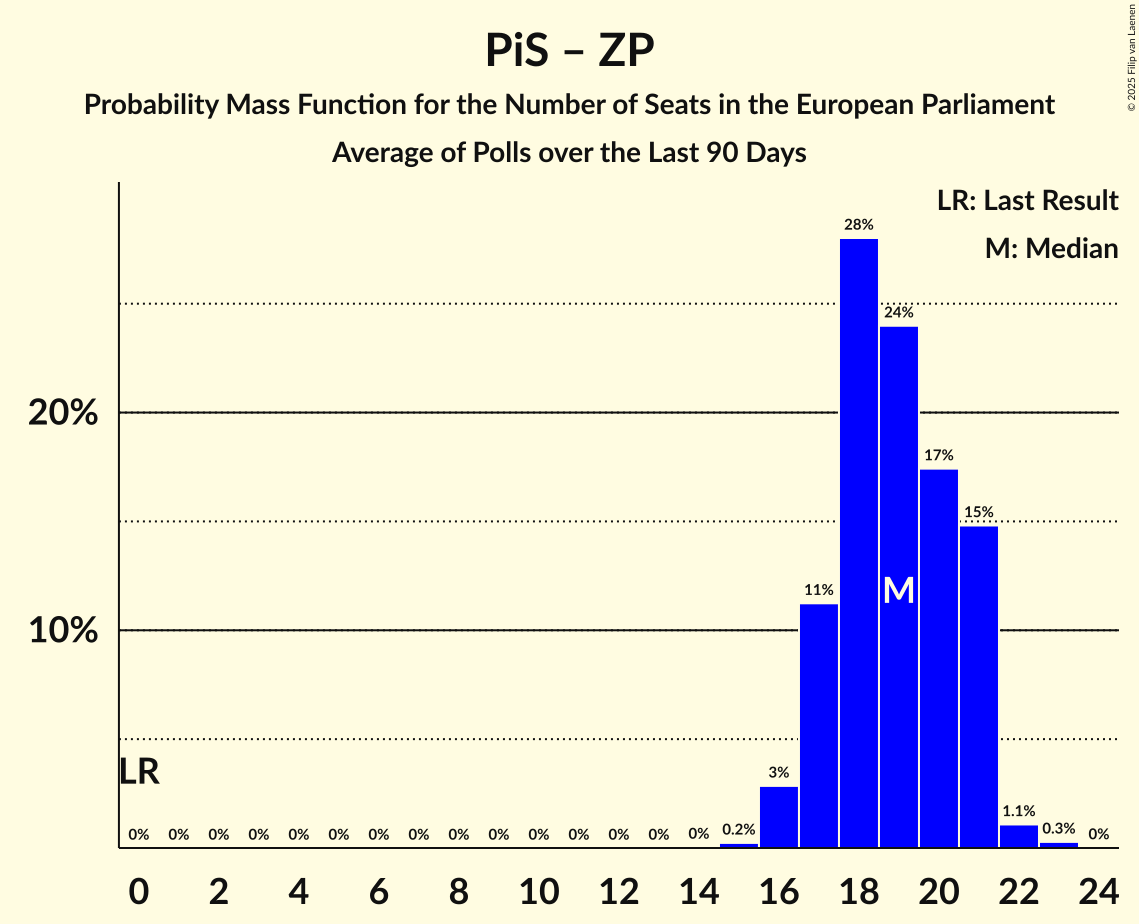 PiS – ZP
Probability Mass Function for the Number of Seats in the European Parliament
Average of Polls over the Last 90 Days
© 2025 Filip van Laenen
LR: Last Result
M: Median
28%
24%
20%
17%
15%
11%
M
10%
LR
3%
1.1%
0% 0% 0% 0% 0% 0% 0% 0% 0% 0% 0% 0% 0% 0% 0% 0.2% 0.3% 0%
0 2 4 6 8 10 12 14 16 18 20 22 24